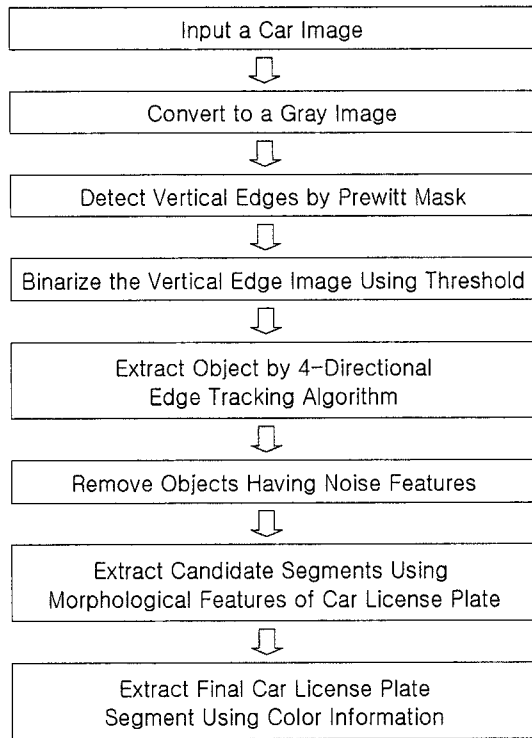 Input a Car Image
Convert to a Gray Image
Detect Vertical Edges by Prewitt Mask
Binarize the Vertical Edge Image Using Threshold
Extract Object by 4-Directional
Edge Tracking Algorithm
Remove Objects Having Noise Features
Extract Candidate Segments Using
Morphological Features of Car License Plate
Extract Final Car License Plate
Segment Using Color Information